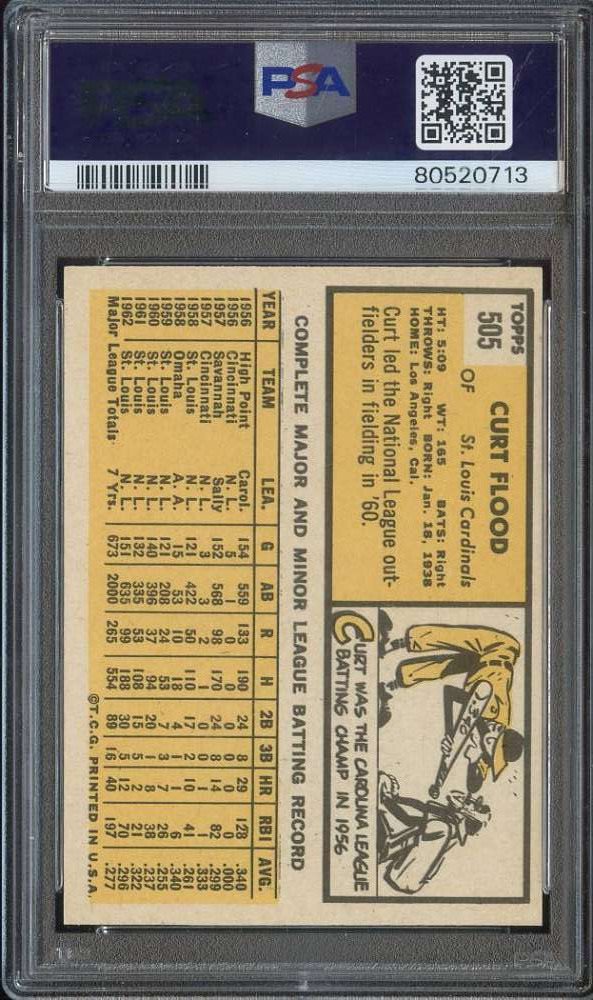 PSA
80520713
TOPPS
505
CURT FLOOD
OF St. Louis Cardinals
HT: 5:09 WT: 165 BATS: Right
THROWS: Right BORN: Jan. 18, 1938
HOME: Los Angeles, Cal.
Curt led the National League out-
fielders in fielding in '60.
.340
CURT WAS THE CAROLINA LEAGUE
BATTING CHAMP IN 1956
COMPLETE MAJOR AND MINOR LEAGUE BATTING RECORD
YEAR TEAM LEA. G AB R H 2B 3B HR RBI AVG.
1956 High Point Carol. 154 559 133 190 24 8 29 128 .340
1956 Cincinnati N. L. 5 1 0 0 0 0 0 0 .000
1957 Savannah Sally 152 568 98 170 24 8 14 82 .299
1957 Cincinnati N. L. 3 3 2 1 0 0 1 1 .333
1958 St. Louis N. L. 121 422 50 110 17 2 10 41 .261
1958 Omaha A. A. 15 53 10 18 4 1 6 .340
1959 St. Louis N. L. 121 208 24 53 7 3 7 26 .255
1960 St. Louis N. L. 140 396 37 94 20 1 8 38 .237
1961 St. Louis N. L. 132 335 53 108 15 5 2 21 .322
1962 St. Louis N. L. 151 635 99 188 30 5 12 70 .296
Major League Totals 7 Yrs. 673 2000 265 554 89 16 40 197 .277
©T.C.G. PRINTED IN U.S.A.
PSA